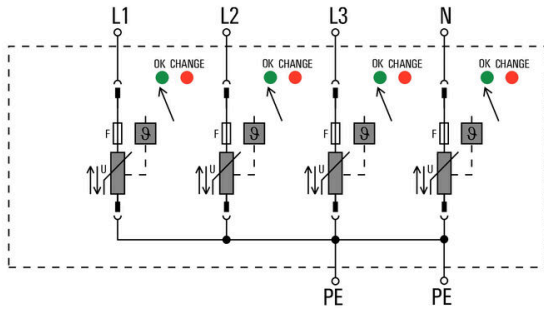 L1 L2 L3 N
OK CHANGE OK CHANGE OK CHANGE OK CHANGE
F ϑ F ϑ F ϑ F ϑ
U U U U
PE PE